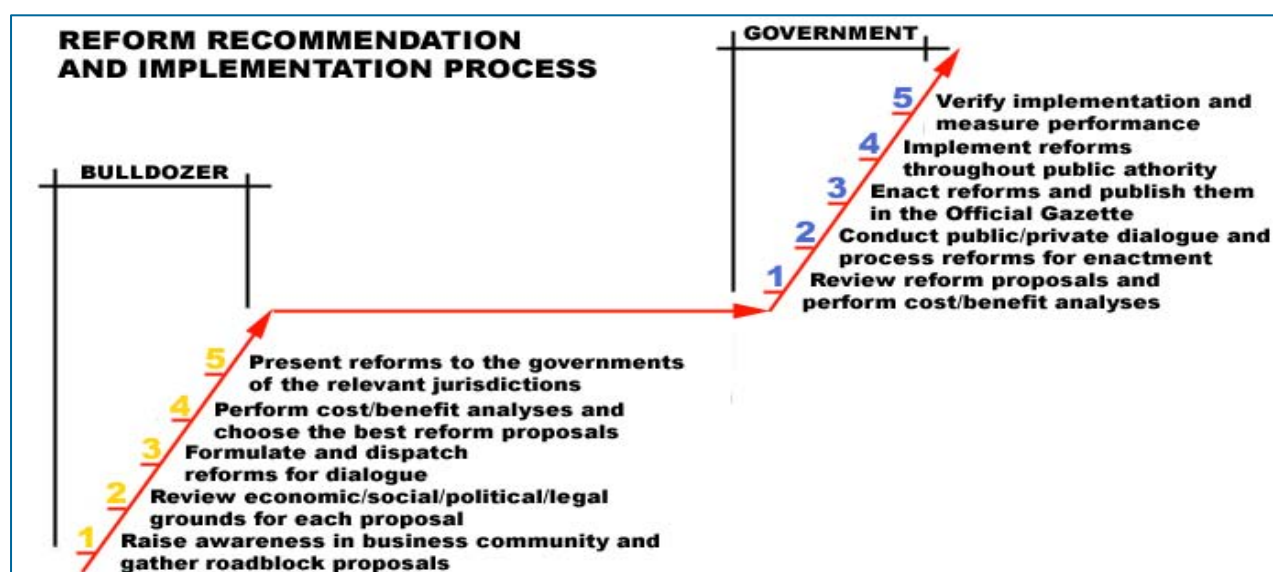 REFORM RECOMMENDATION
AND IMPLEMENTATION PROCESS
GOVERNMENT
5 Verify implementation and
measure performance
4 Implement reforms
throughout public athority
3 Enact reforms and publish them
in the Official Gazette
2 Conduct public/private dialogue and
process reforms for enactment
1 Review reform proposals and
perform cost/benefit analyses
BULLDOZER
5 Present reforms to the governments
of the relevant jurisdictions
4 Perform cost/benefit analyses and
choose the best reform proposals
3 Formulate and dispatch
reforms for dialogue
2 Review economic/social/political/legal
grounds for each proposal
1 Raise awareness in business community and
gather roadblock proposals